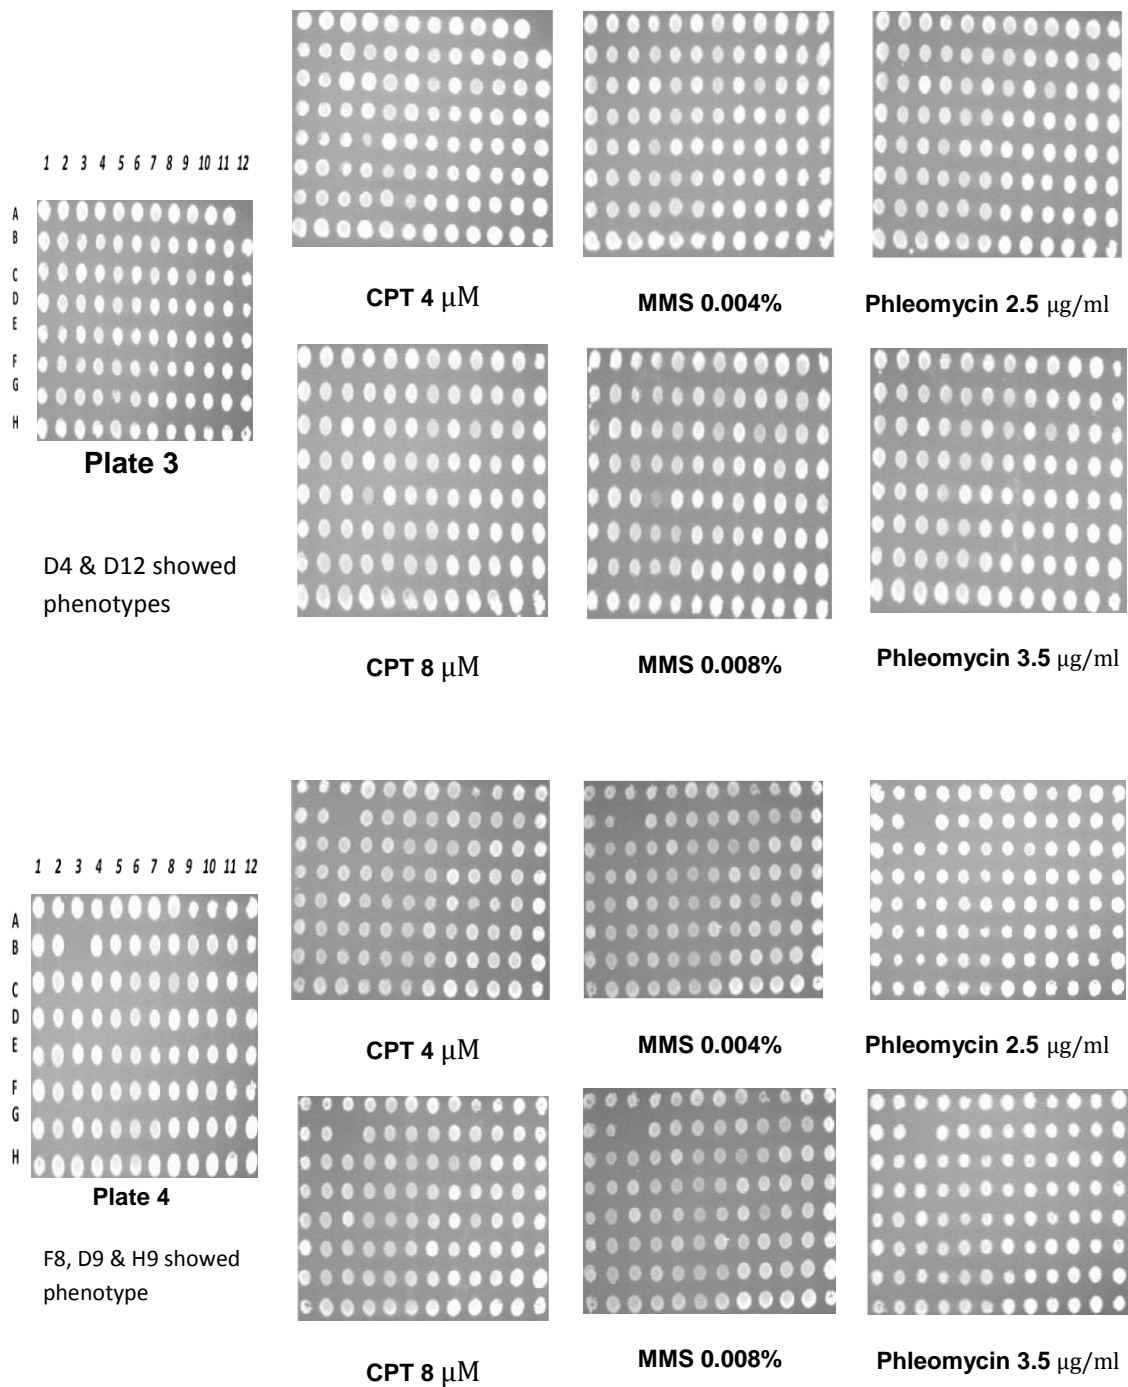 1 2 3 4 5 6 7 8 9 10 11 12
A
B
C
D
E
F
G
H
Plate 3
D4 & D12 showed
phenotypes
CPT 4 μM
MMS 0.004%
Phleomycin 2.5 μg/ml
CPT 8 μM
MMS 0.008%
Phleomycin 3.5 μg/ml
1 2 3 4 5 6 7 8 9 10 11 12
A
B
C
D
E
F
G
H
Plate 4
F8, D9 & H9 showed
phenotype
CPT 4 μM
MMS 0.004%
Phleomycin 2.5 μg/ml
CPT 8 μM
MMS 0.008%
Phleomycin 3.5 μg/ml